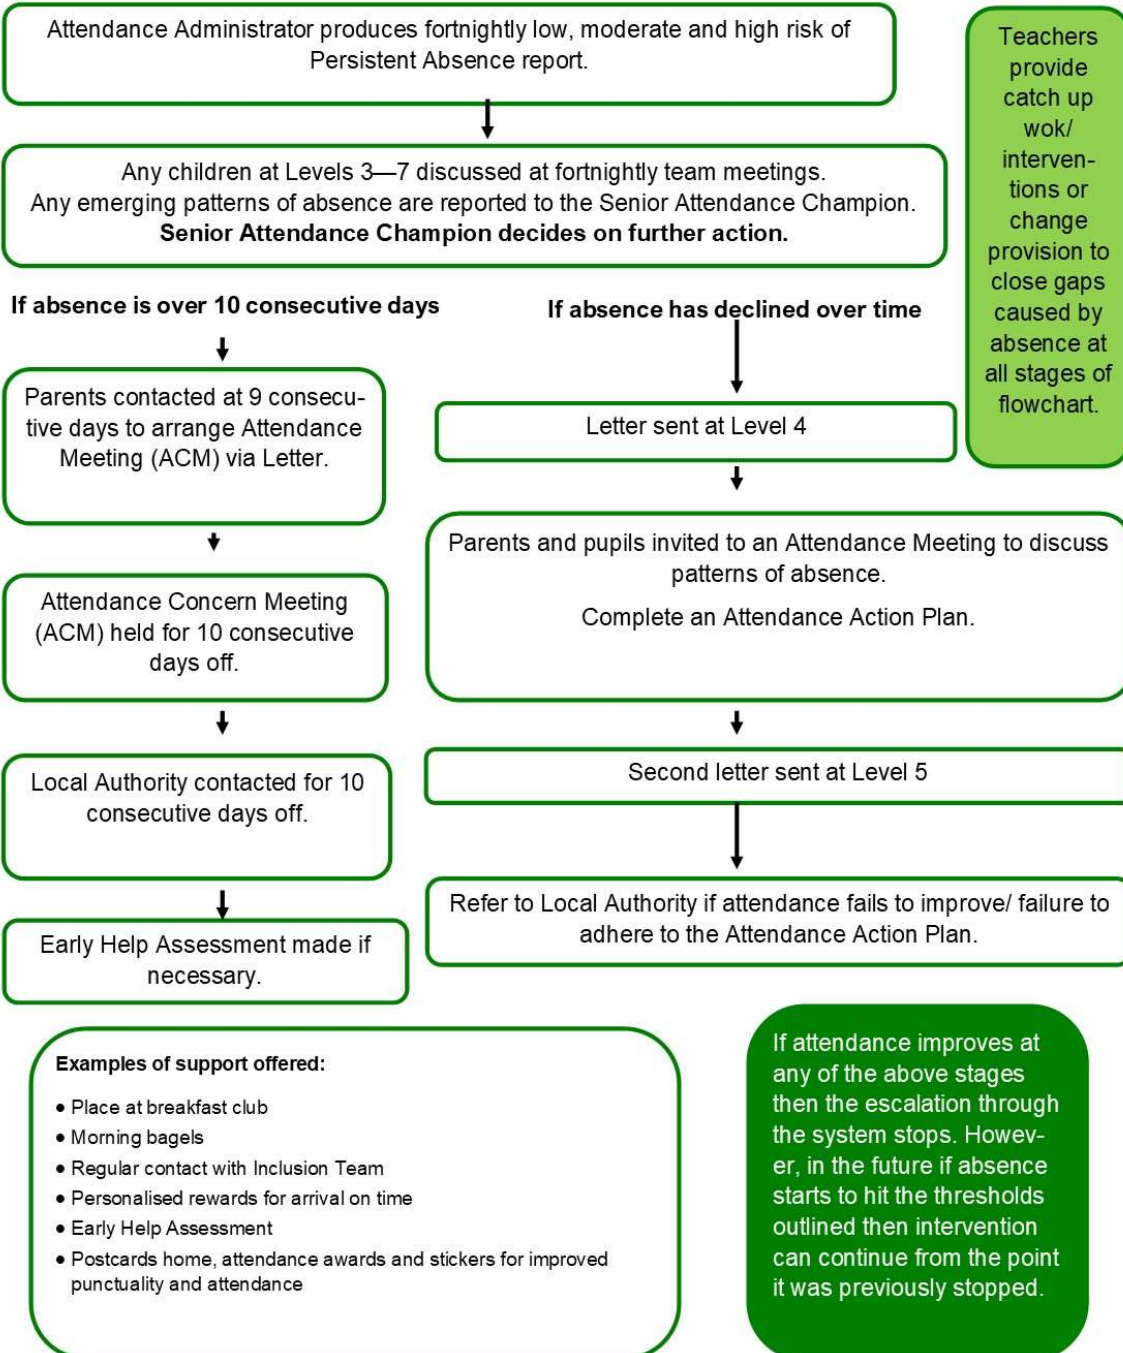 Attendance Administrator produces fortnightly low, moderate and high risk of
Persistent Absence report.
Teachers
provide
catch up
wok/
interven-
tions or
change
provision to
close gaps
caused by
absence at
all stages of
flowchart.
Any children at Levels 3—7 discussed at fortnightly team meetings.
Any emerging patterns of absence are reported to the Senior Attendance Champion.
Senior Attendance Champion decides on further action.
If absence is over 10 consecutive days
Parents contacted at 9 consecu-
tive days to arrange Attendance
Meeting (ACM) via Letter.
Attendance Concern Meeting
(ACM) held for 10 consecutive
days off.
Local Authority contacted for 10
consecutive days off.
Early Help Assessment made if
necessary.
If absence has declined over time
Letter sent at Level 4
Parents and pupils invited to an Attendance Meeting to discuss
patterns of absence.
Complete an Attendance Action Plan.
Second letter sent at Level 5
Refer to Local Authority if attendance fails to improve/ failure to
adhere to the Attendance Action Plan.
Examples of support offered:
• Place at breakfast club
• Morning bagels
• Regular contact with Inclusion Team
• Personalised rewards for arrival on time
• Early Help Assessment
• Postcards home, attendance awards and stickers for improved
punctuality and attendance
If attendance improves at
any of the above stages
then the escalation through
the system stops. Howev-
er, in the future if absence
starts to hit the thresholds
outlined then intervention
can continue from the point
it was previously stopped.